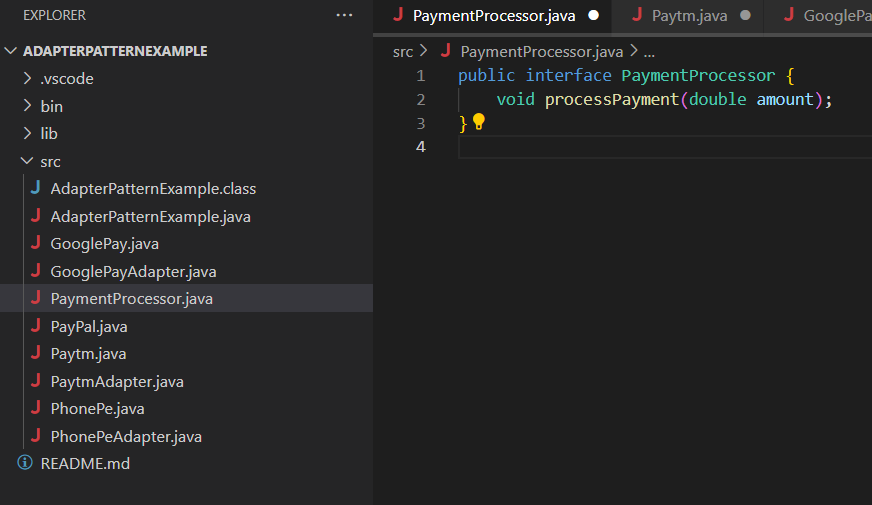 EXPLORER ...
ADAPTERPATTERNEXAMPLE
.vscode
bin
lib
src
J AdapterPatternExample.class
J AdapterPatternExample.java
J GooglePay.java
J GooglePayAdapter.java
J PaymentProcessor.java
J PayPal.java
J Paytm.java
J PaytmAdapter.java
J PhonePe.java
J PhonePeAdapter.java
README.md
J PaymentProcessor.java J Paytm.java J GooglePa
src > J PaymentProcessor.java > ...
1 public interface PaymentProcessor {
2 void processPayment(double amount);
3 }
4